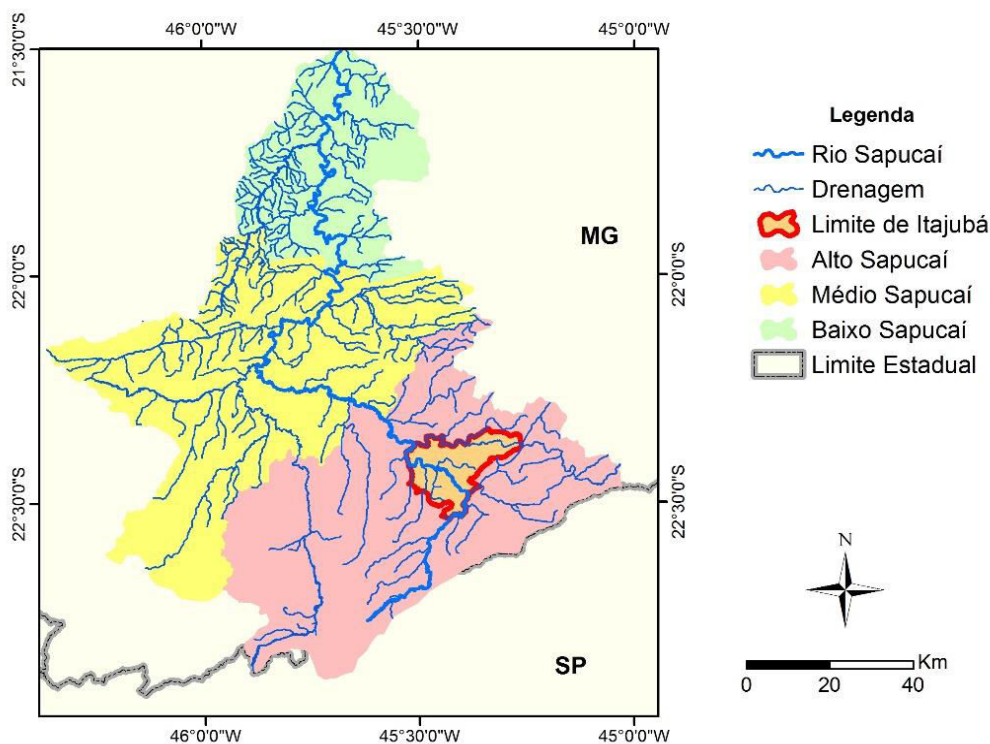 46°0'0"W
45°30'0"W
45°0'0"W
21°30'0"S
22°0'0"S
22°0'0"S
22°30'0"S
22°30'0"S
MG
SP
46°0'0"W
45°30'0"W
45°0'0"W
Legenda
Rio Sapucaí
Drenagem
Limite de Itajubá
Alto Sapucaí
Médio Sapucaí
Baixo Sapucaí
Limite Estadual
N
Km
0 20 40